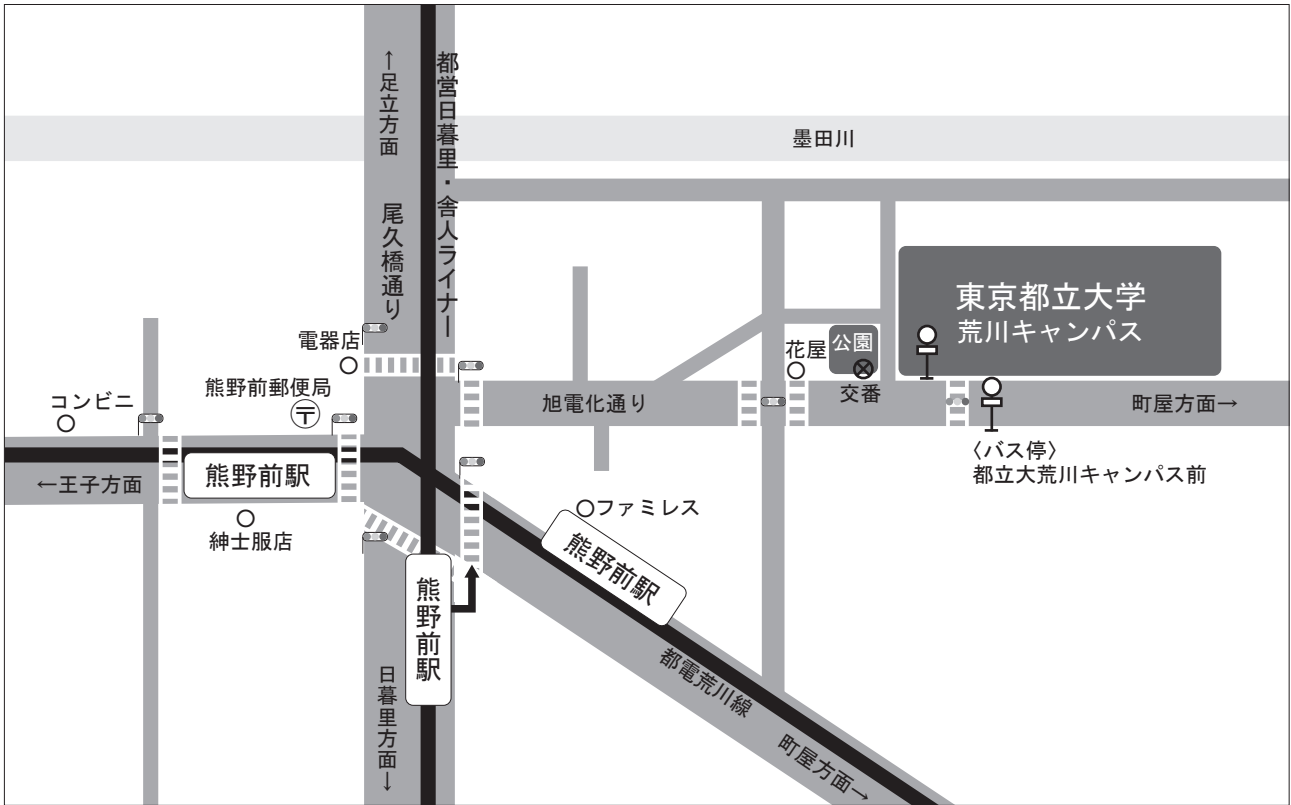 ↑足立方面
都営日暮里・舎人ライナー
墨田川
尾久橋通り
東京都立大学
荒川キャンパス
電器店
花屋
公園
熊野前郵便局
〒
コンビニ
旭電化通り
交番
町屋方面→
〈バス停〉
都立大荒川キャンパス前
熊野前駅
←王子方面
ファミレス
紳士服店
熊野前駅
熊野前駅
都電荒川線
日暮里方面↓
町屋方面→